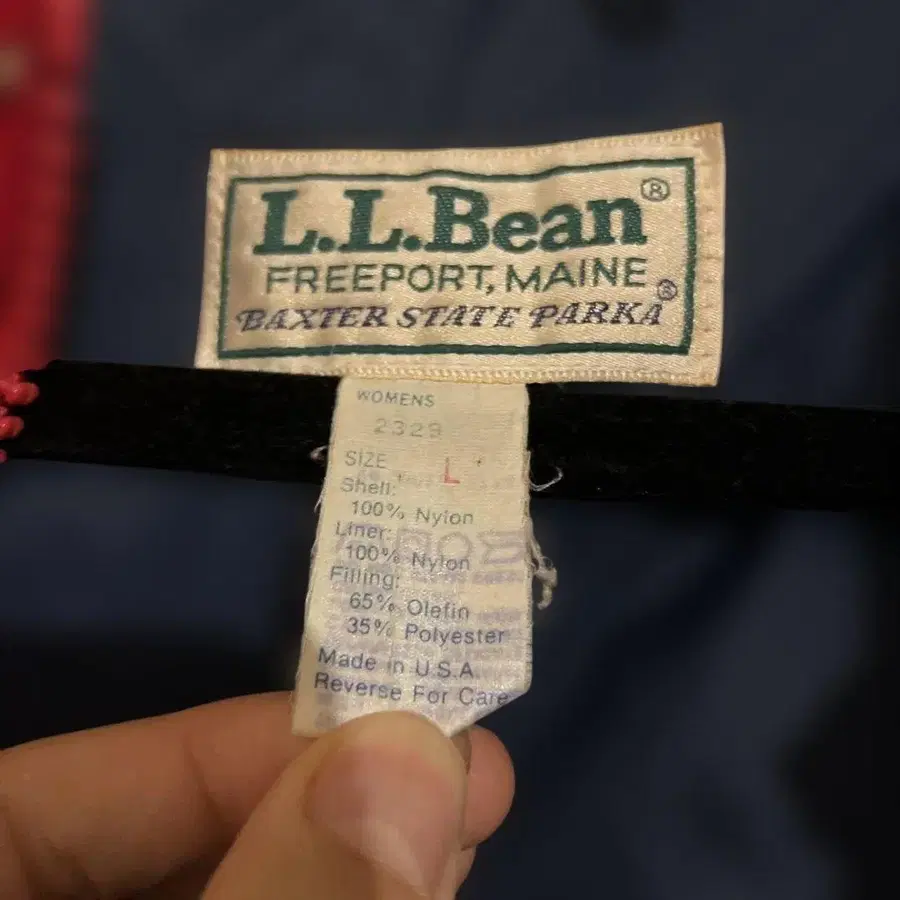 L.L.Bean®
FREEPORT, MAINE
BAXTER STATE PARKA®
WOMENS
2329
SIZE L
Shell:
100% Nylon
Liner:
100% Nylon
Filling:
65% Olefin
35% Polyester
Made in U.S.A.
Reverse For Care